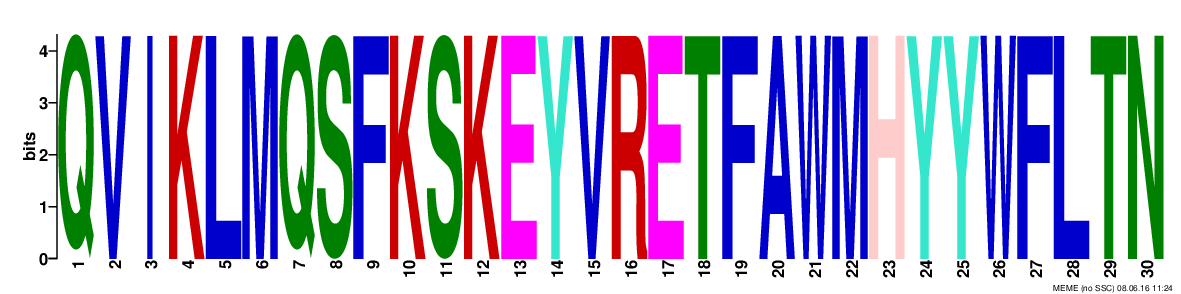 4
3
2
1
0
bits
QVIKLMQSFKSKEYVRETFAWMHYYWFLTN
1 2 3 4 5 6 7 8 9 10 11 12 13 14 15 16 17 18 19 20 21 22 23 24 25 26 27 28 29 30
MEME (no SSC) 08.06.16 11:24